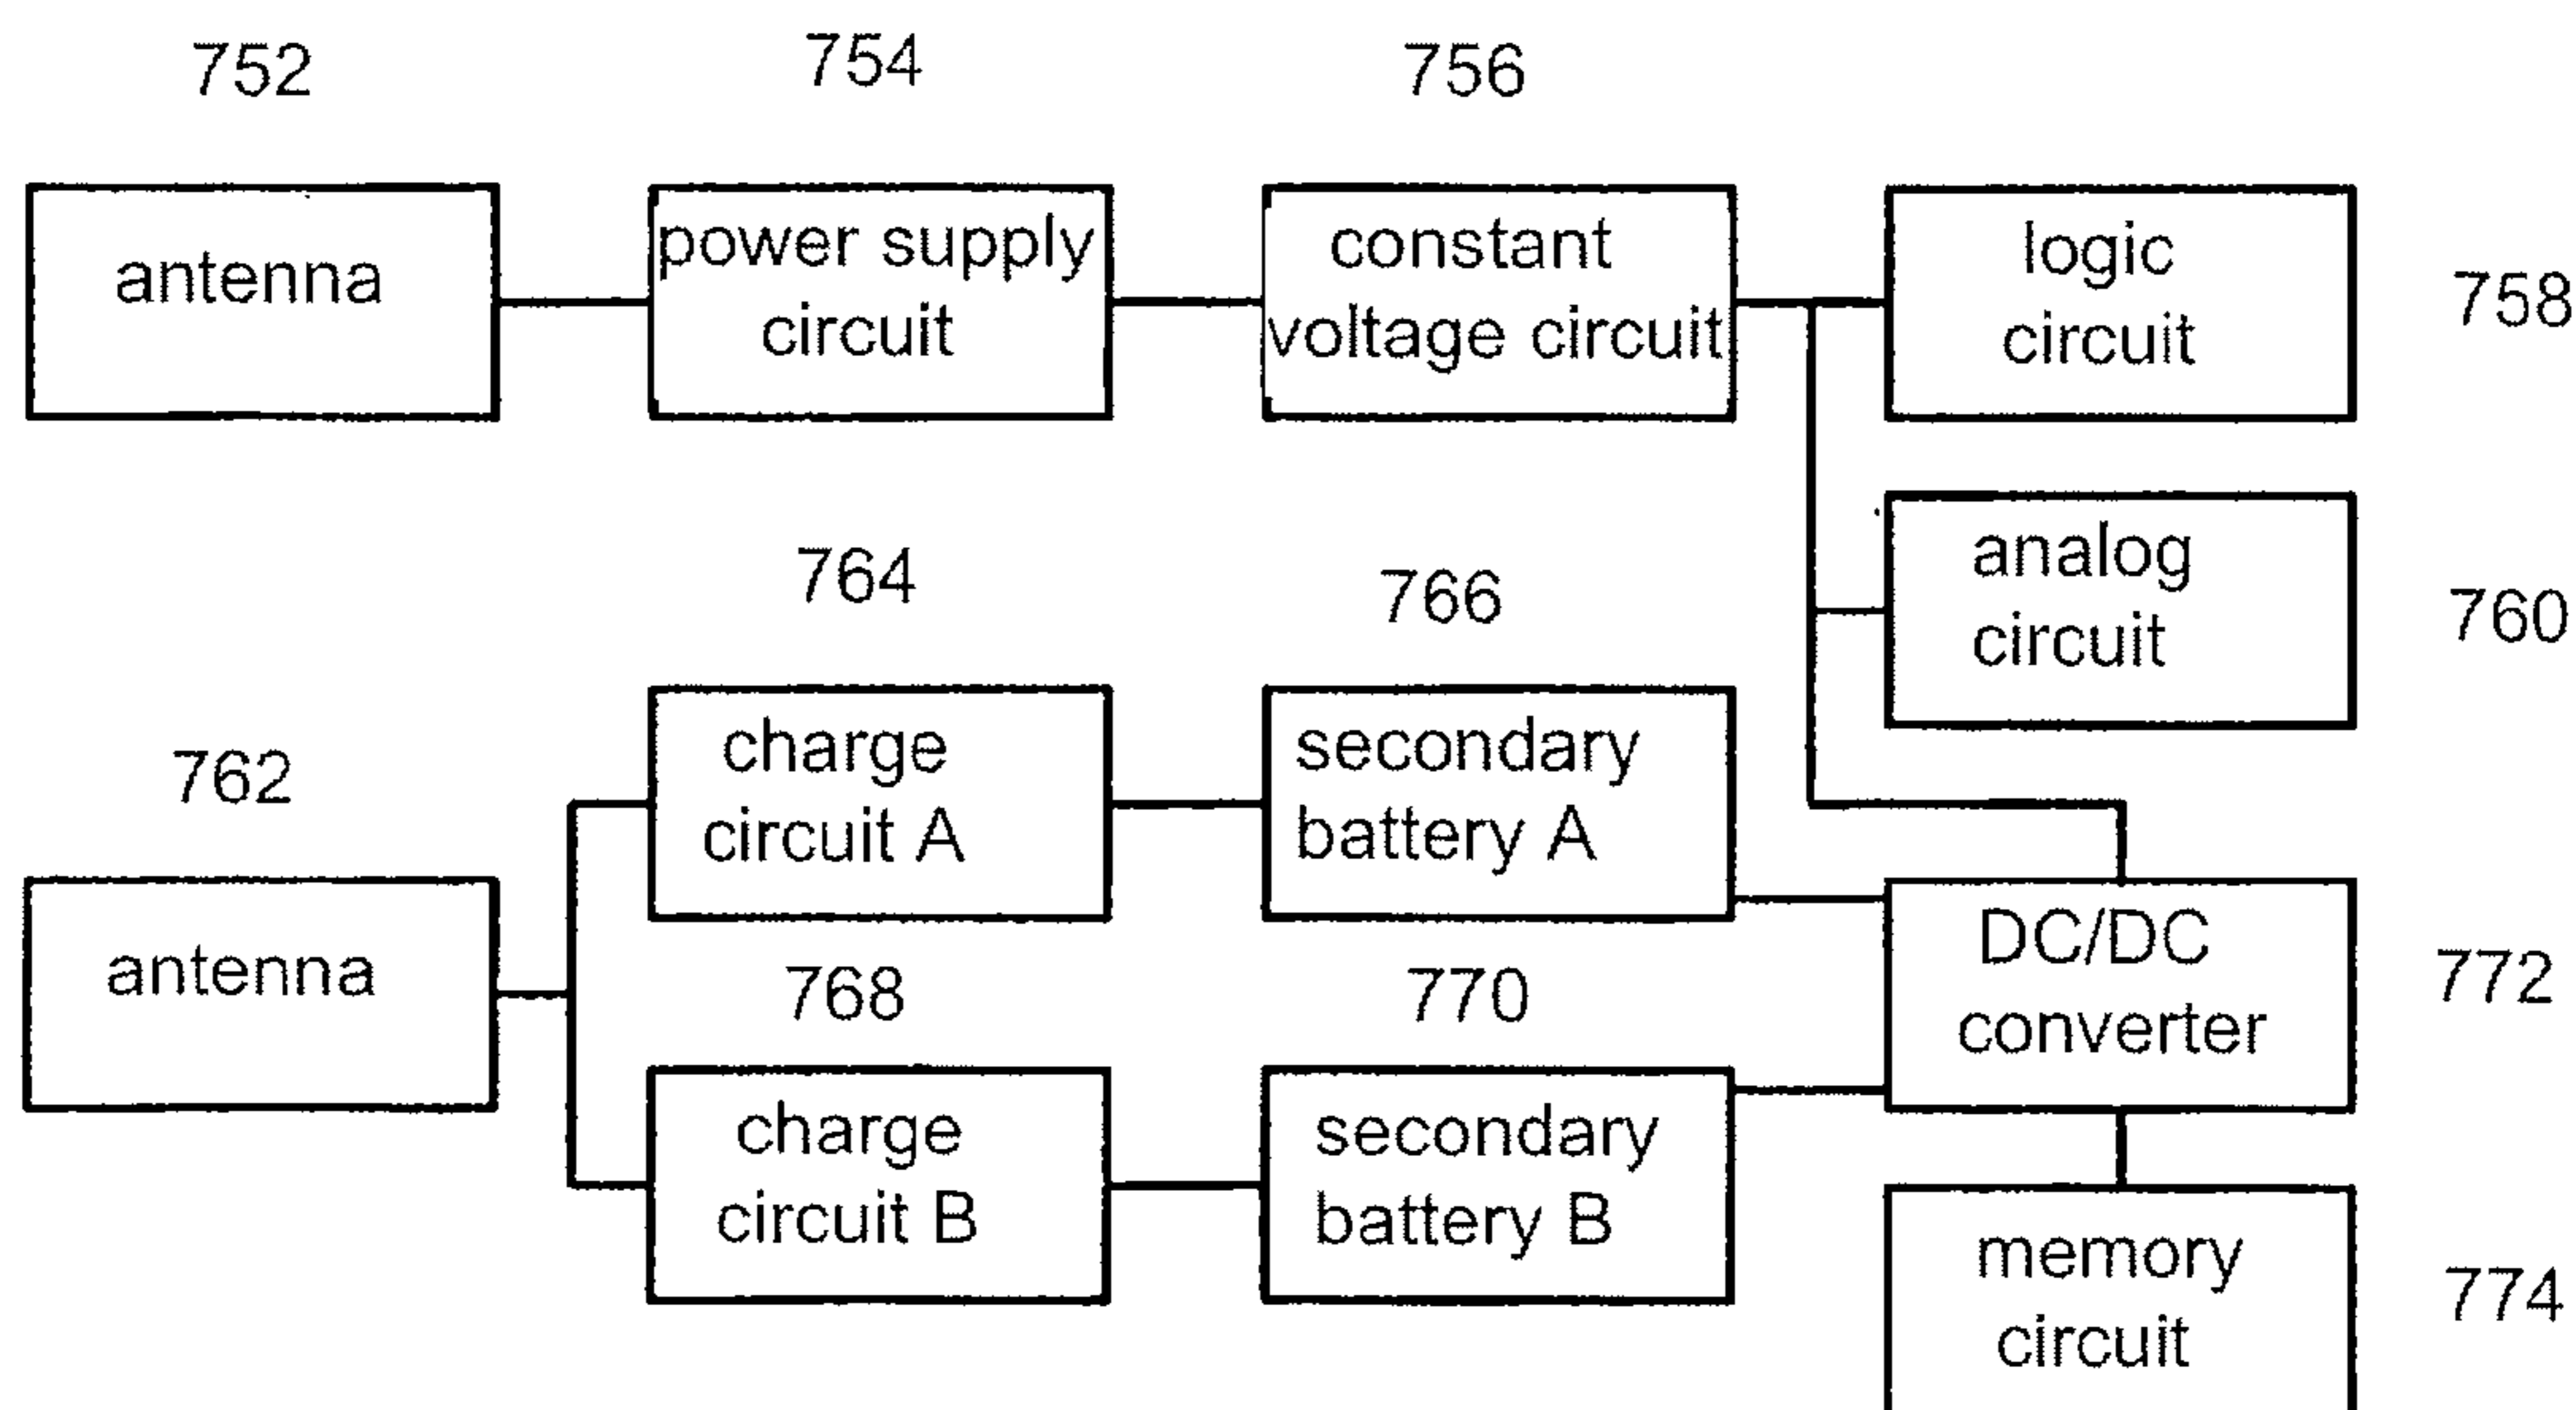 752
754
756
antenna
power supply
circuit
constant
voltage circuit
logic
circuit
758
analog
circuit
760
764
766
charge
circuit A
secondary
battery A
762
antenna
768
770
DC/DC
converter
772
charge
circuit B
secondary
battery B
memory
circuit
774